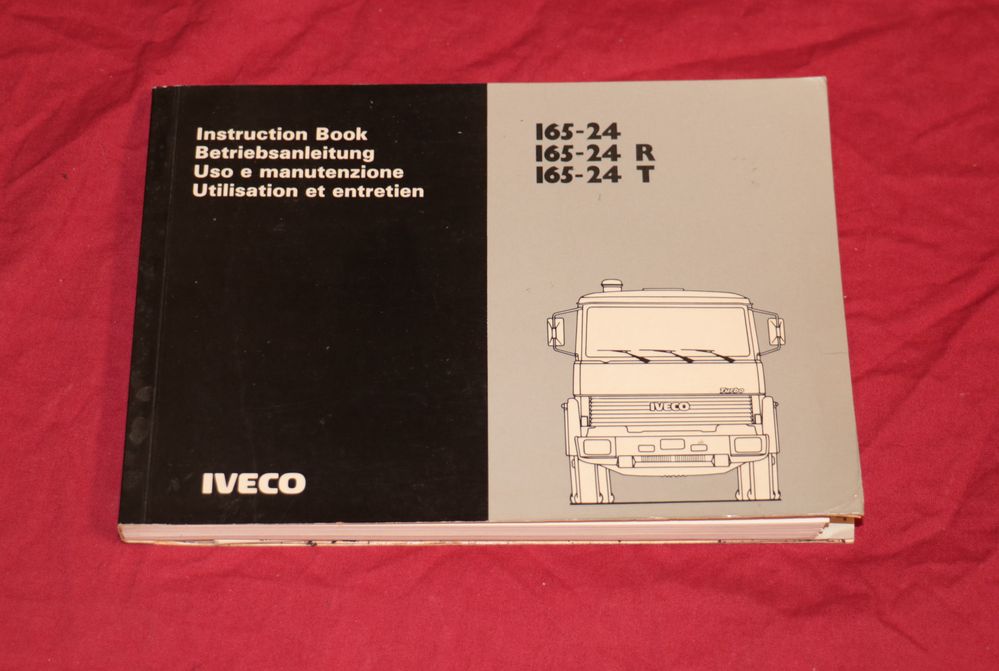 Instruction Book
Betriebsanleitung
Uso e manutenzione
Utilisation et entretien
IVECO
165-24
165-24 R
165-24 T
Turbo
IVECO